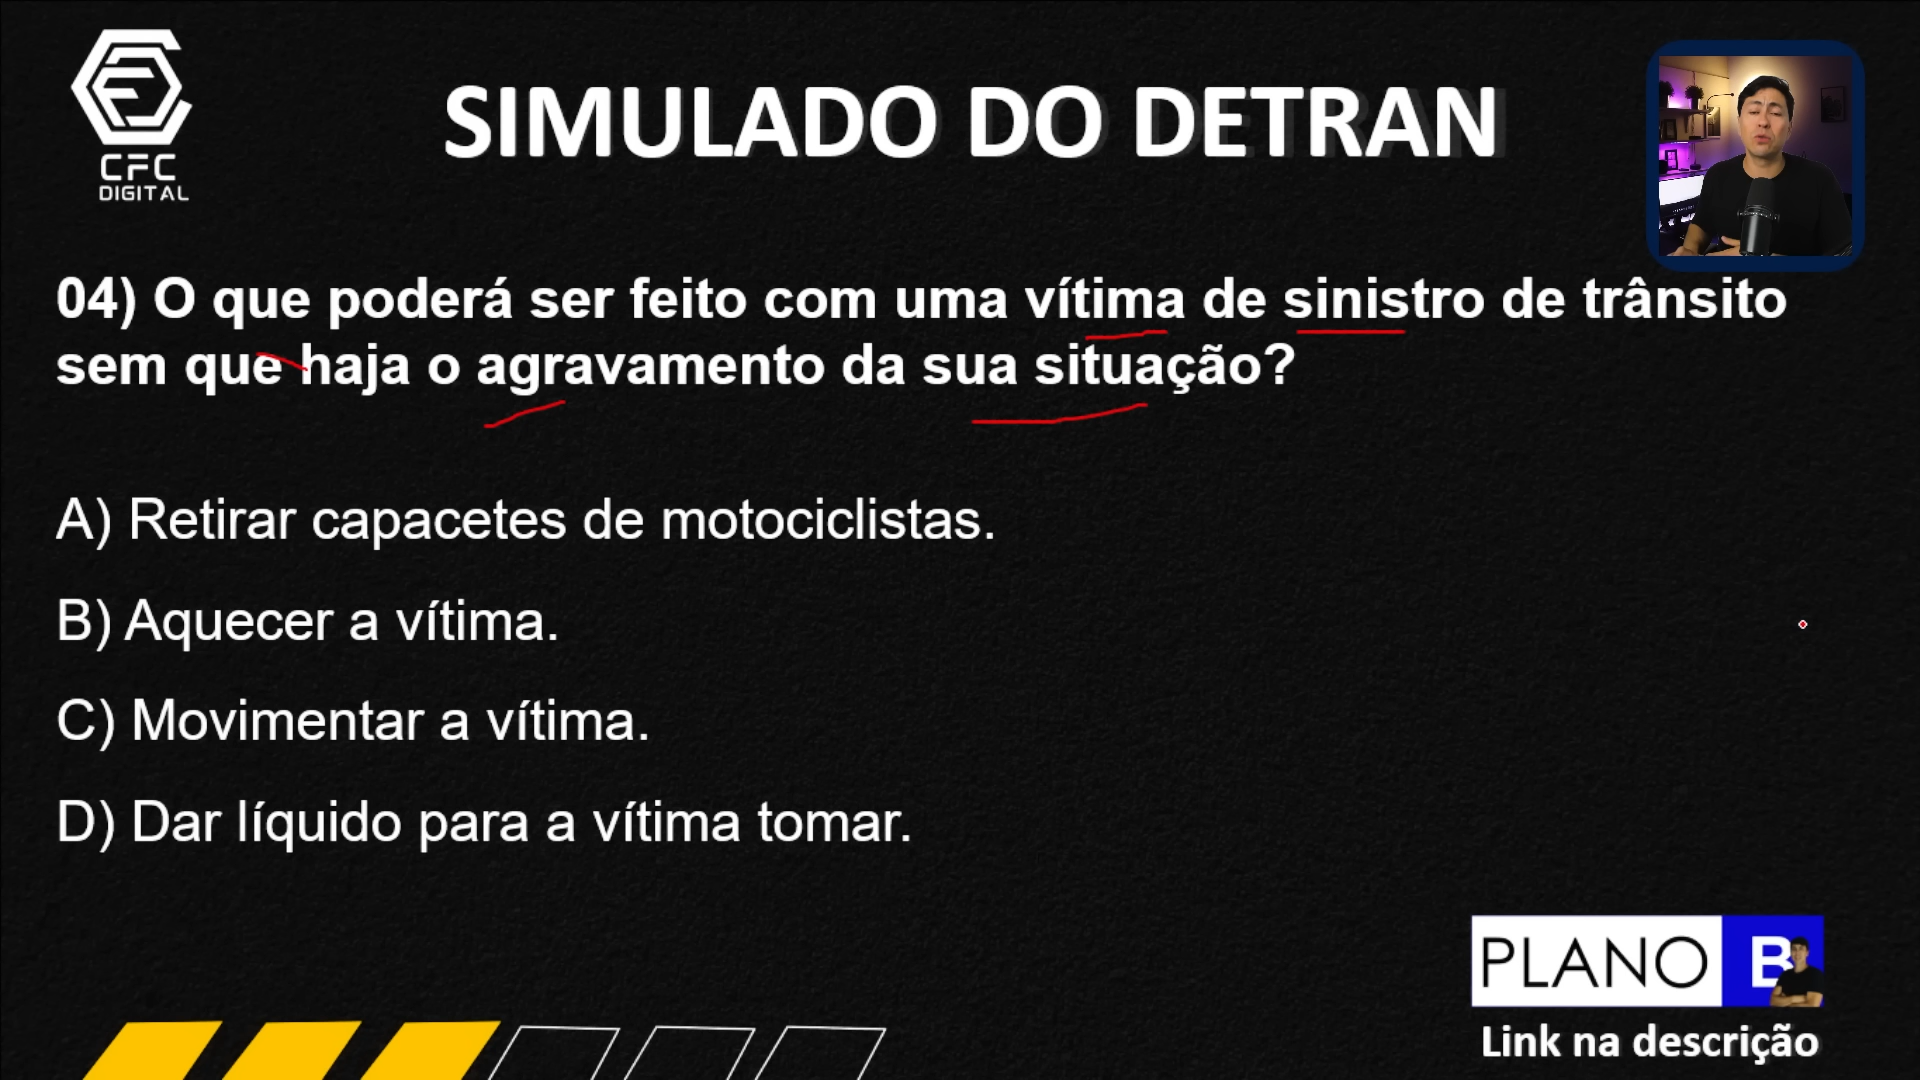 CFC
DIGITAL
SIMULADO DO DETRAN
04) O que poderá ser feito com uma vítima de sinistro de trânsito
sem que haja o agravamento da sua situação?
A) Retirar capacetes de motociclistas.
B) Aquecer a vítima.
C) Movimentar a vítima.
D) Dar líquido para a vítima tomar.
PLANO B
Link na descrição